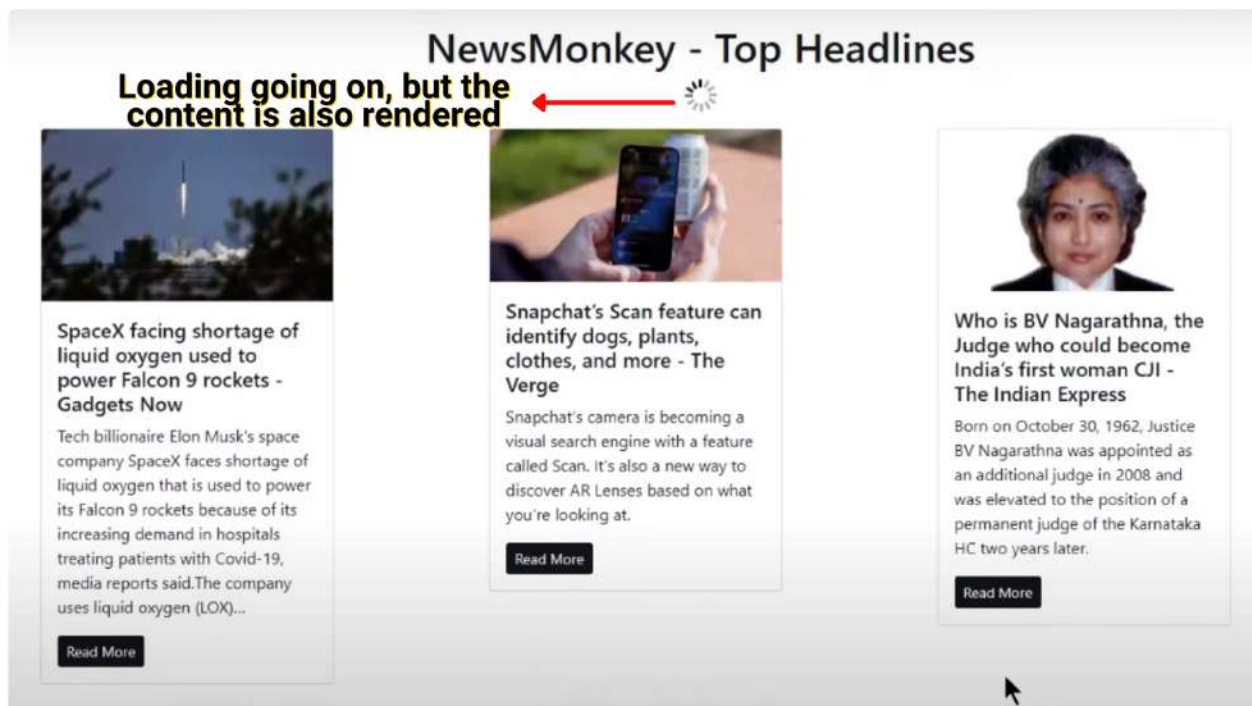 NewsMonkey - Top Headlines
Loading going on, but the
content is also rendered
SpaceX facing shortage of
liquid oxygen used to
power Falcon 9 rockets -
Gadgets Now
Tech billionaire Elon Musk's space
company SpaceX faces shortage of
liquid oxygen that is used to power
its Falcon 9 rockets because of its
increasing demand in hospitals
treating patients with Covid-19,
media reports said.The company
uses liquid oxygen (LOX)...
Read More
Snapchat's Scan feature can
identify dogs, plants,
clothes, and more - The
Verge
Snapchat's camera is becoming a
visual search engine with a feature
called Scan. It's also a new way to
discover AR Lenses based on what
you're looking at.
Read More
Who is BV Nagarathna, the
Judge who could become
India's first woman CJI -
The Indian Express
Born on October 30, 1962, Justice
BV Nagarathna was appointed as
an additional judge in 2008 and
was elevated to the position of a
permanent judge of the Karnataka
HC two years later.
Read More